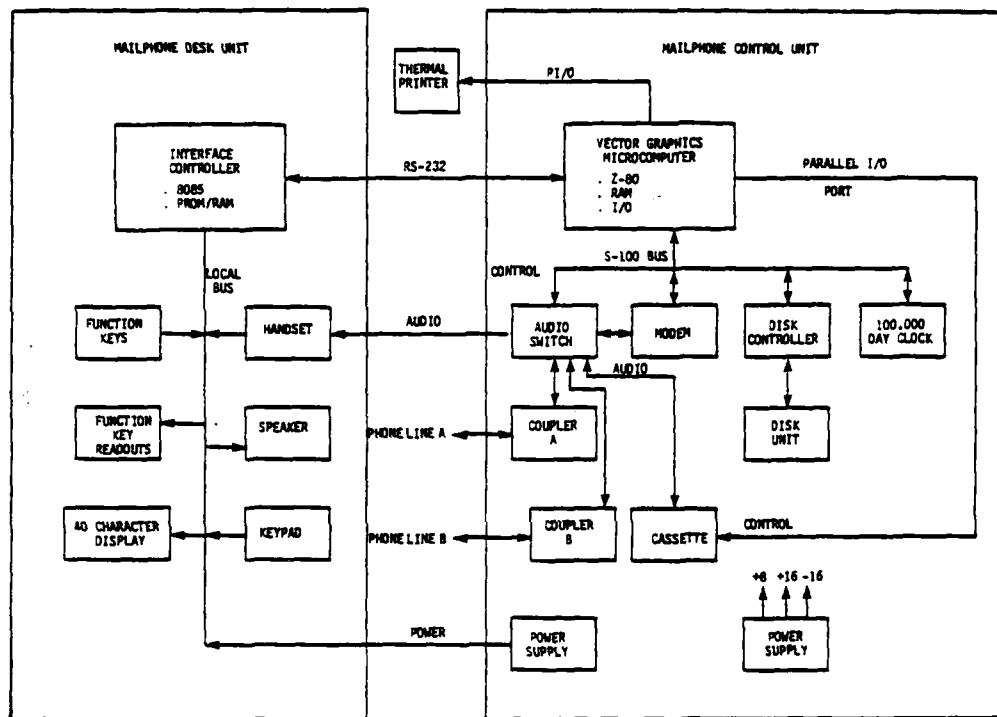 MAILPHONE DESK UNIT
MAILPHONE CONTROL UNIT
THERMAL
PRINTER
PI/O
INTERFACE
CONTROLLER
. 8085
. PROM/RAM
RS-232
VECTOR GRAPHICS
MICROCOMPUTER
. Z-80
. RAM
. I/O
PARALLEL I/O
PORT
LOCAL
BUS
CONTROL
S-100 BUS
FUNCTION
KEYS
HANDSET
AUDIO
AUDIO
SWITCH
MODEM
DISK
CONTROLLER
100,000
DAY CLOCK
AUDIO
FUNCTION
KEY
READOUTS
SPEAKER
PHONE LINE A
COUPLER
A
DISK
UNIT
40 CHARACTER
DISPLAY
KEYPAD
PHONE LINE B
COUPLER
B
CASSETTE
CONTROL
+8 +16 -16
POWER
POWER
SUPPLY
POWER
SUPPLY